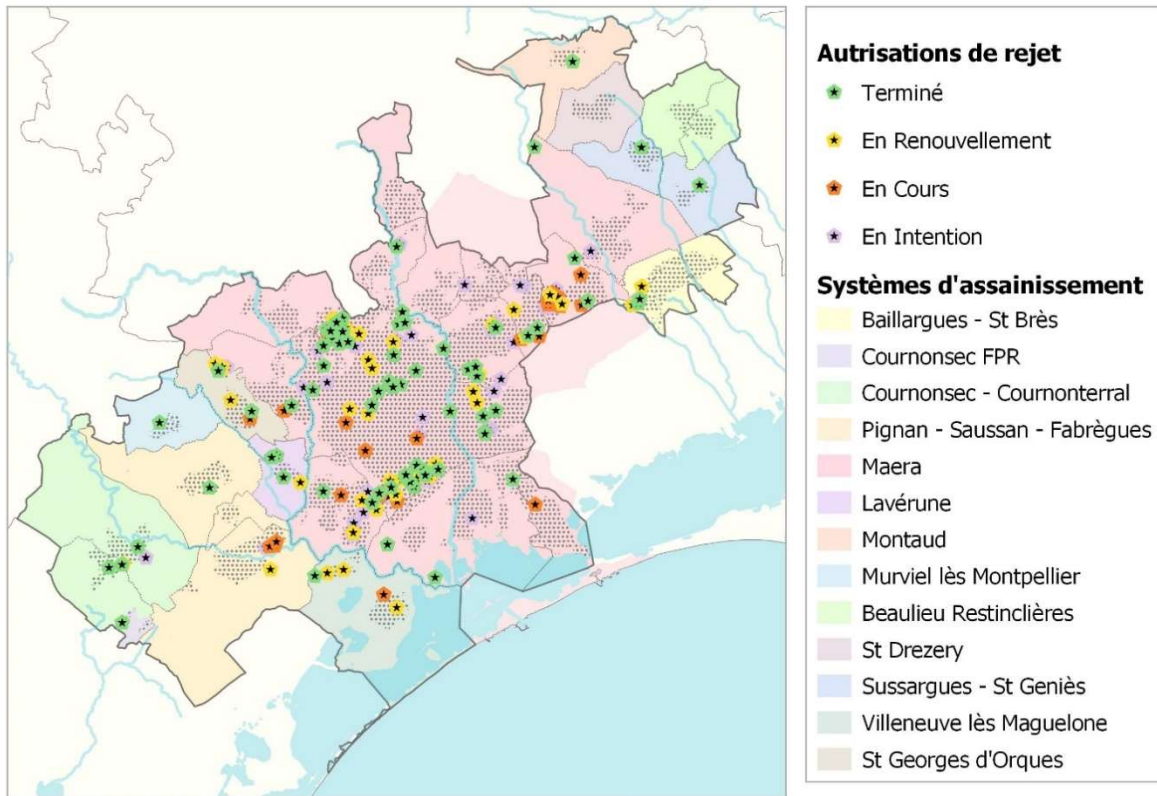 Autrisations de rejet
Terminé
En Renouvellement
En Cours
En Intention
Systèmes d'assainissement
Baillargues - St Brès
Cournonsec FPR
Cournonsec - Cournonterral
Pignan - Saussan - Fabrègues
Maera
Lavérune
Montaud
Murviel lès Montpellier
Beaulieu Restinclières
St Drezery
Sussargues - St Geniès
Villeneuve lès Maguelone
St Georges d'Orques